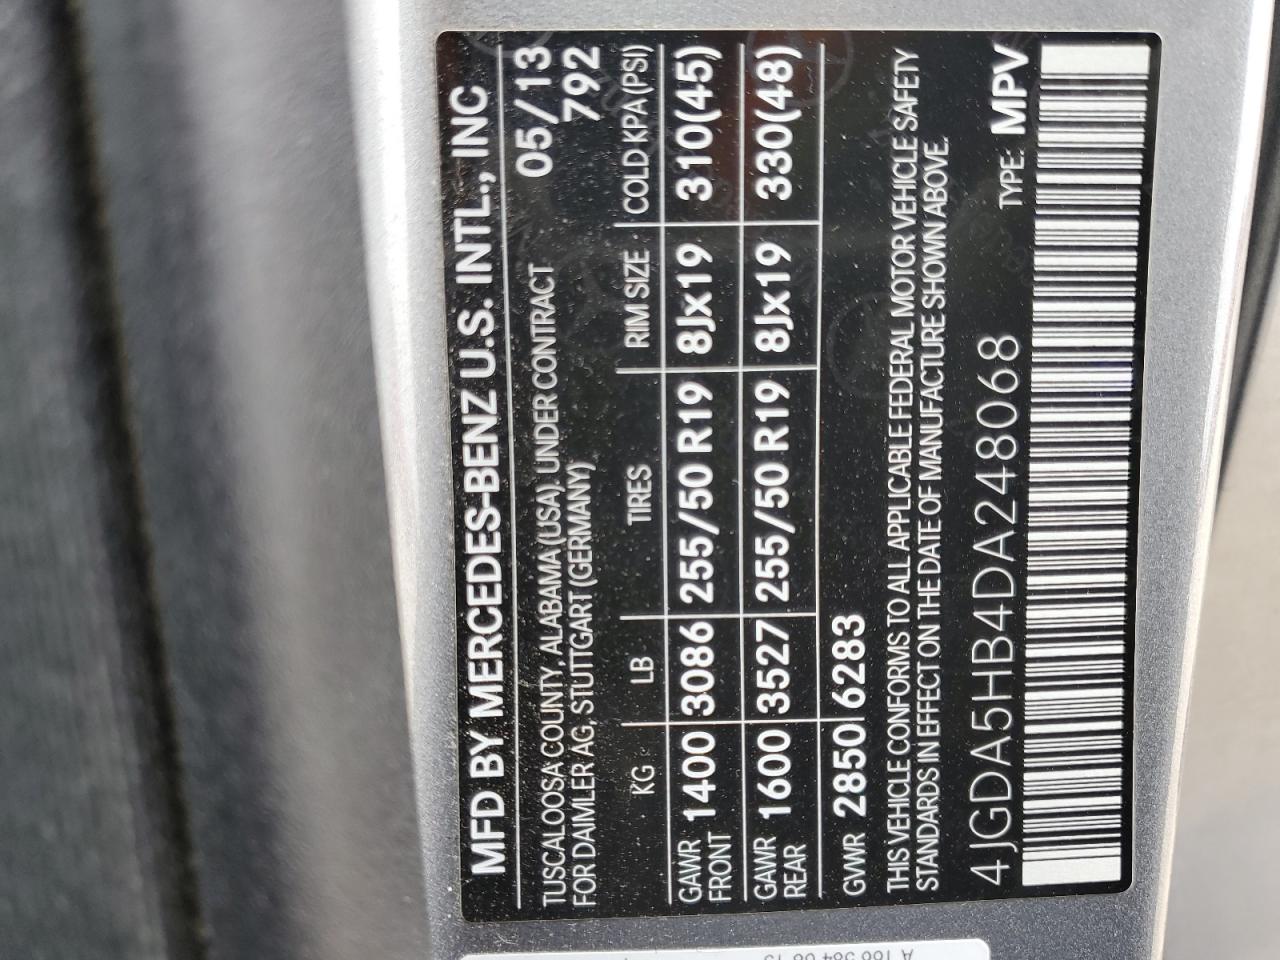 MFD BY MERCEDES-BENZ U.S. INTL., INC
TUSCALOOSA COUNTY, ALABAMA (USA). UNDER CONTRACT 05/13
FOR DAIMLER AG, STUTTGART (GERMANY) 792
KG LB TIRES RIM SIZE COLD KPA (PSI)
GAWR FRONT 1400 3086 255/50 R19 8Jx19 310(45)
GAWR REAR 1600 3527 255/50 R19 8Jx19 330(48)
GVWR 2850 6283
THIS VEHICLE CONFORMS TO ALL APPLICABLE FEDERAL MOTOR VEHICLE SAFETY
STANDARDS IN EFFECT ON THE DATE OF MANUFACTURE SHOWN ABOVE.
4JGDA5HB4DA248068 TYPE: MPV